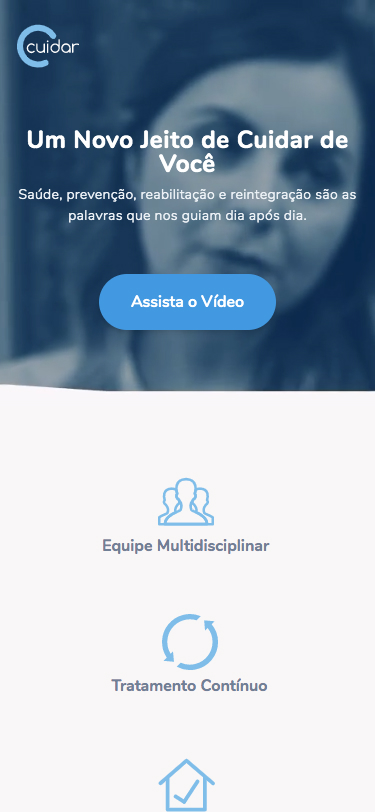 cuidar
Um Novo Jeito de Cuidar de
Você
Saúde, prevenção, reabilitação e reintegração são as
palavras que nos guiam dia após dia.
Assista o Vídeo
Equipe Multidisciplinar
Tratamento Contínuo